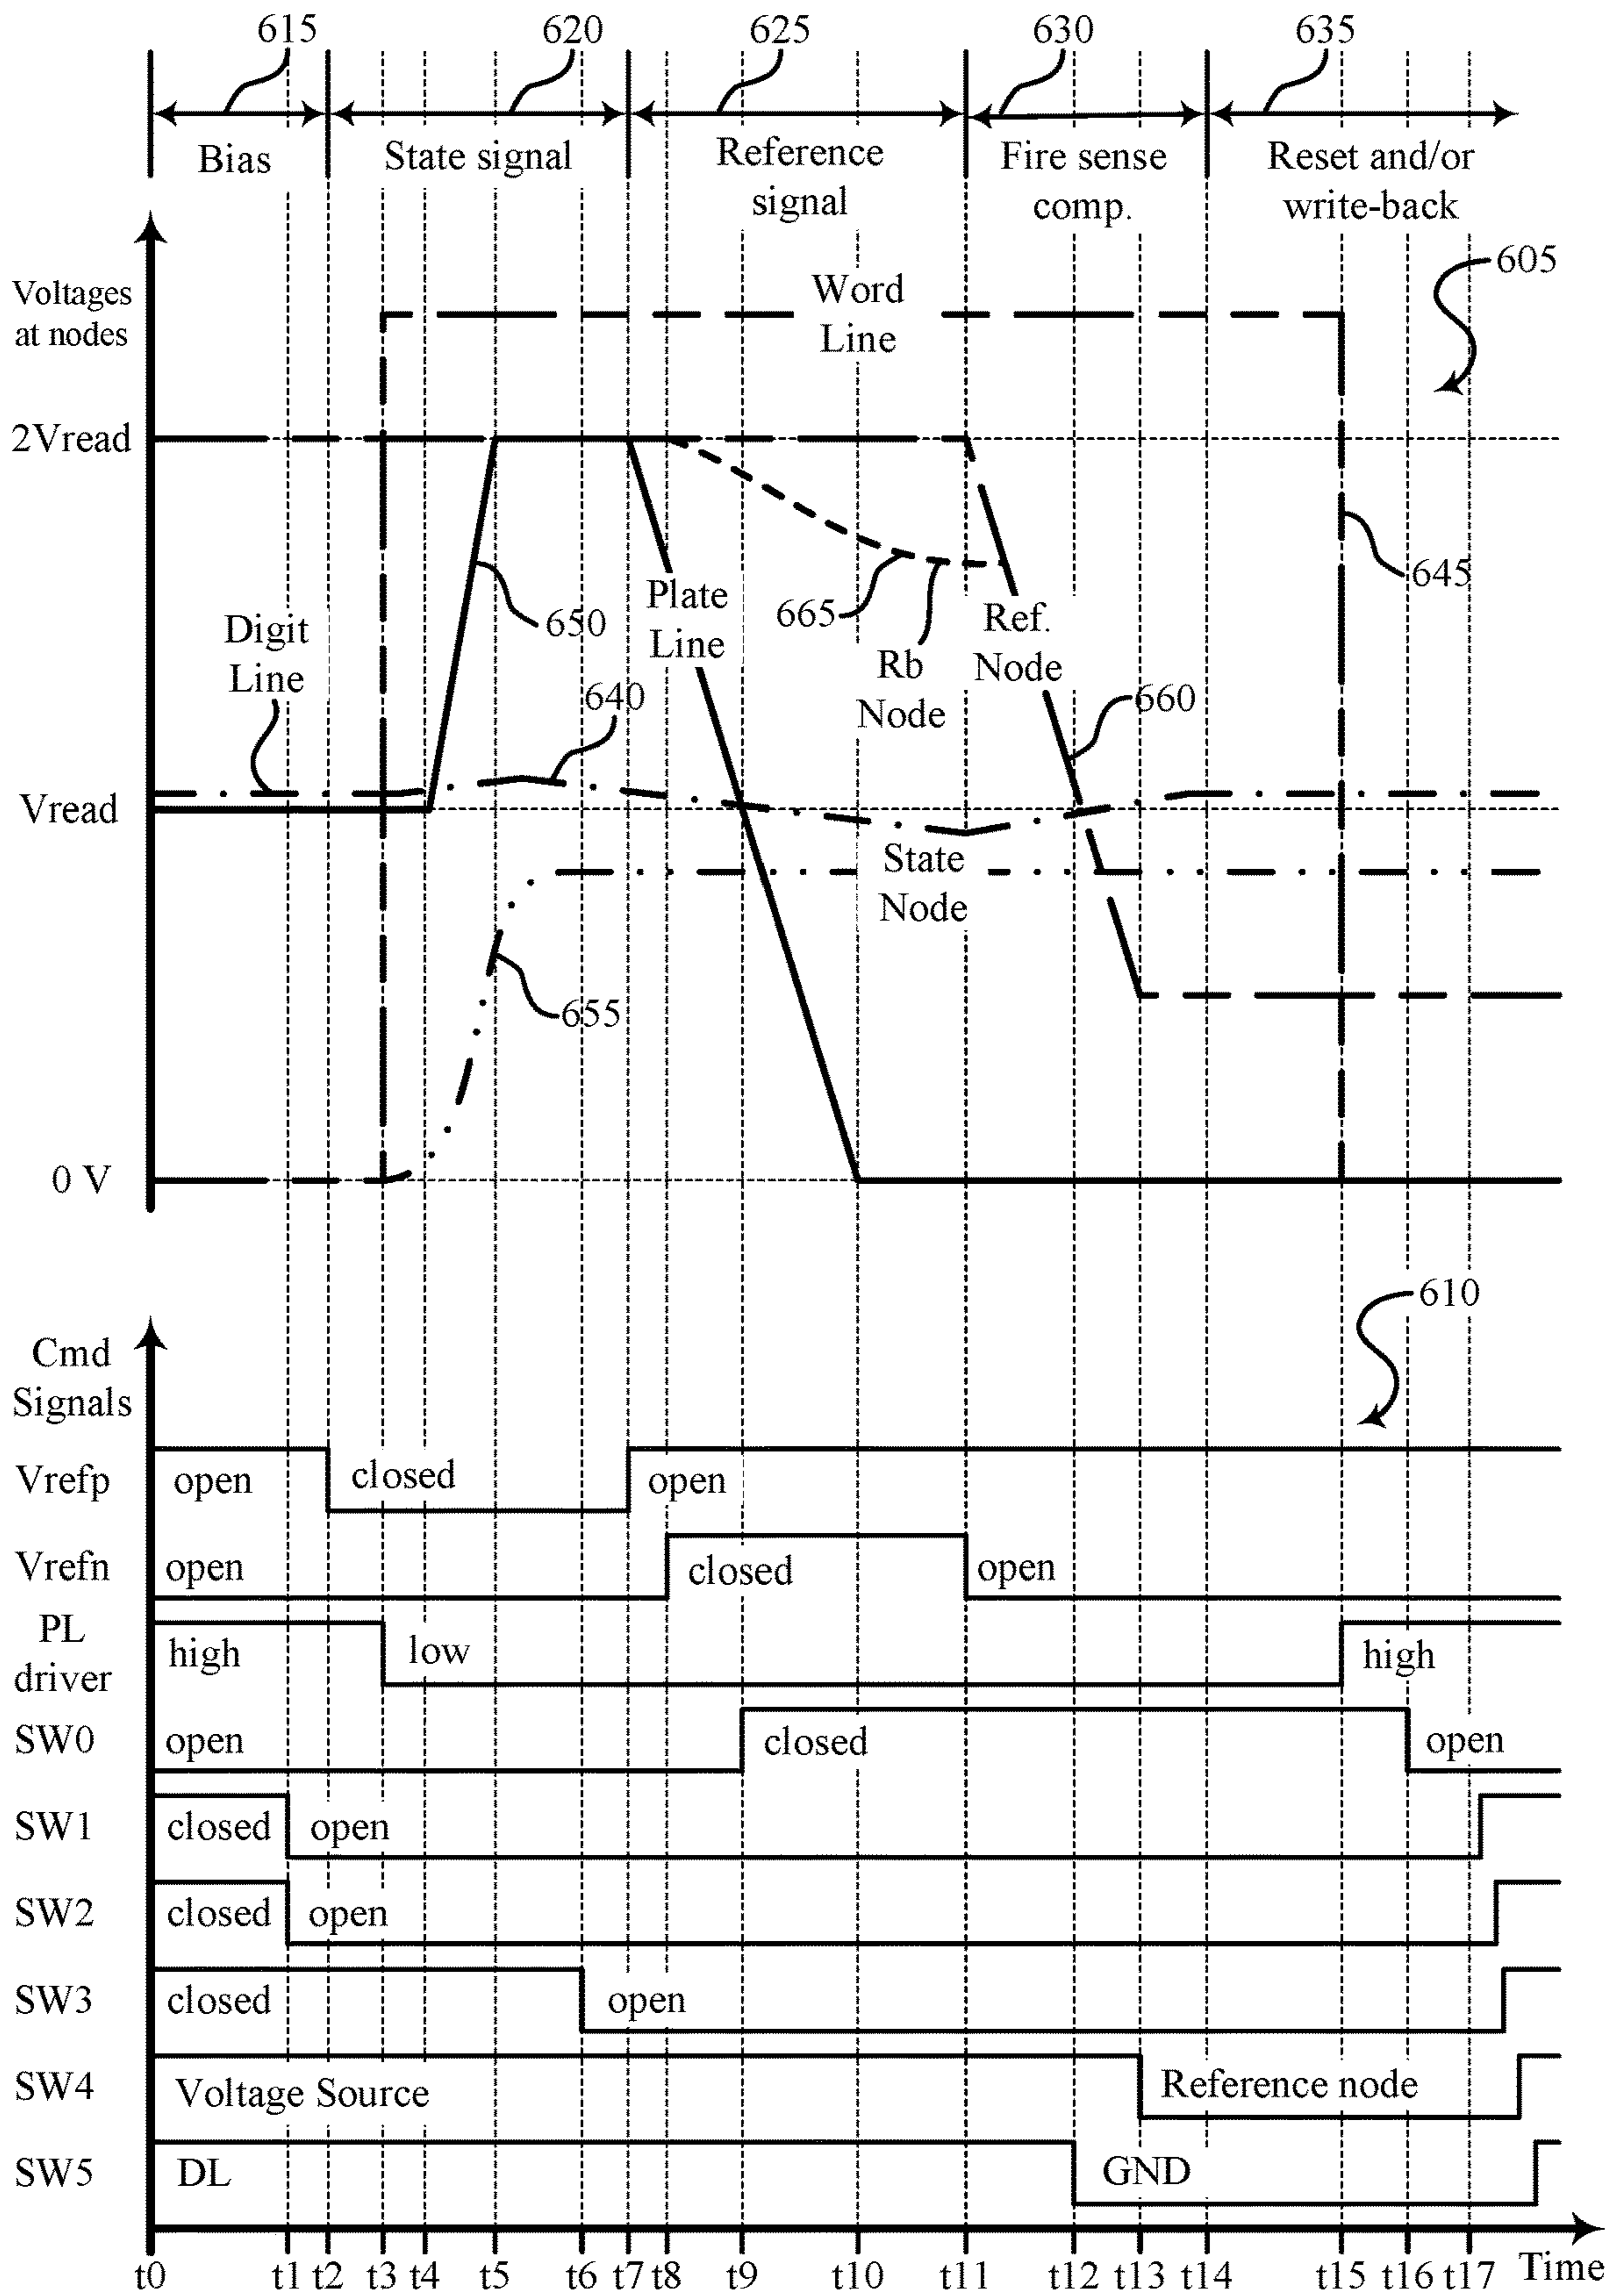 615 620 625 630 635
Bias State signal Reference signal Fire sense comp. Reset and/or write-back
605
Voltages at nodes
Word Line
2Vread
645
650
Plate Line
665
Ref. Node
Digit Line
Rb Node
640
660
Vread
State Node
655
0 V
610
Cmd Signals
Vrefp open closed open
Vrefn open closed open
PL driver high low high
SW0 open closed open
SW1 closed open
SW2 closed open
SW3 closed open
SW4 Voltage Source Reference node
SW5 DL GND
t0 t1 t2 t3 t4 t5 t6 t7 t8 t9 t10 t11 t12 t13 t14 t15 t16 t17 Time